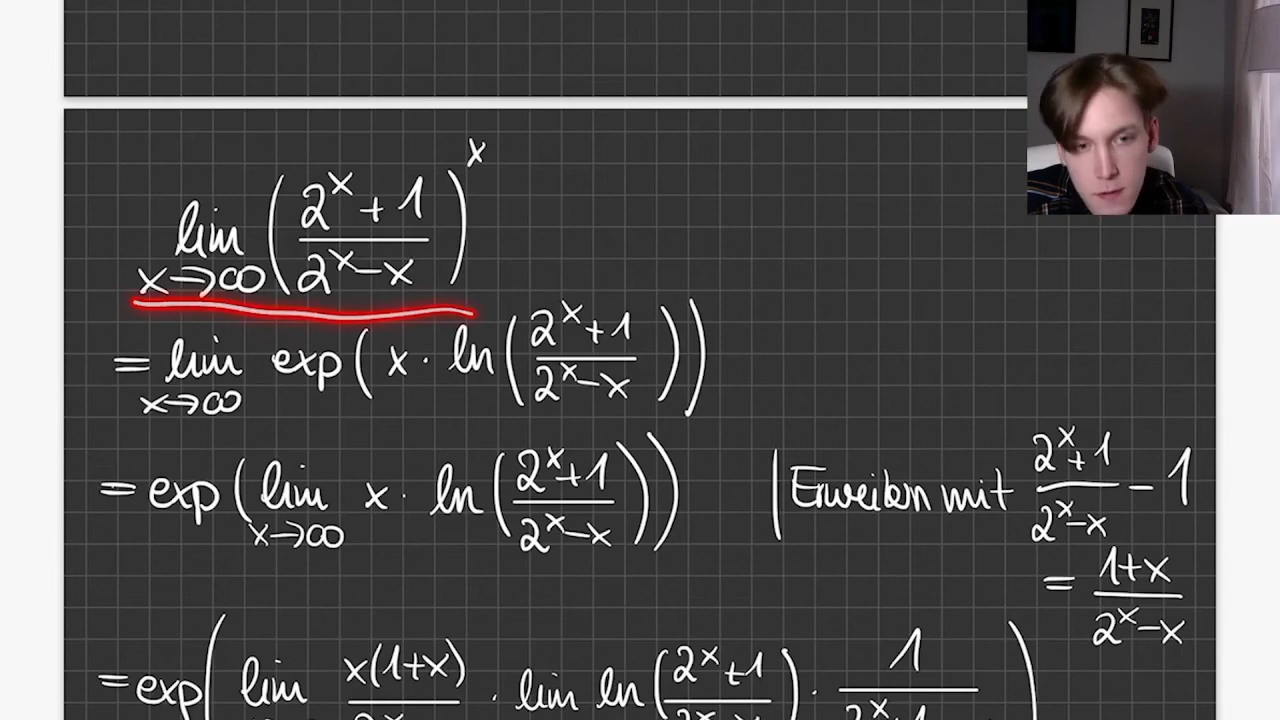 lim x→∞ ( (2^x + 1) / (2^x - x) )^x
= lim x→∞ exp( x · ln( (2^x + 1) / (2^x - x) ) )
= exp( lim x→∞ x · ln( (2^x + 1) / (2^x - x) ) ) | Erweitern mit (2^x + 1) / (2^x - x) - 1
= (1 + x) / (2^x - x)
= exp( lim x(1+x) · lim ln( 2^x + 1 ) · 1 )